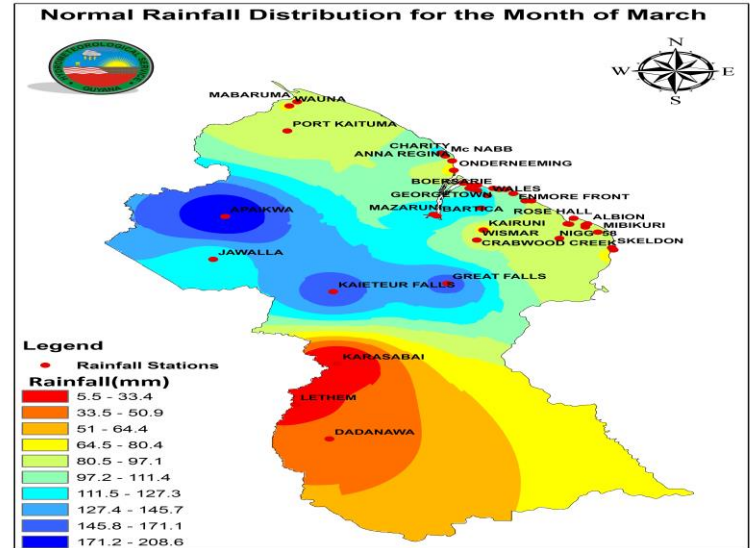 Normal Rainfall Distribution for the Month of March
HYDROMETEOROLOGICAL SERVICE
GUYANA
N
W E
S
MABARUMA
WAUNA
PORT KAITUMA
CHARITY
Mc NABB
ANNA REGINA
ONDERNEEMING
BOERSARIE
WALES
GEORGETOWN
ENMORE FRONT
MAZARUNI
BARTICA
ROSE HALL
ALBION
APAIKWA
KAIRUNI
MIBIKURI
WISMAR
NIGG
58
CRABWOOD CREEK
SKELDON
JAWALLA
GREAT FALLS
KAIETEUR FALLS
KARASABAI
LETHEM
DADANAWA
Legend
Rainfall Stations
Rainfall(mm)
5.5 - 33.4
33.5 - 50.9
51 - 64.4
64.5 - 80.4
80.5 - 97.1
97.2 - 111.4
111.5 - 127.3
127.4 - 145.7
145.8 - 171.1
171.2 - 208.6